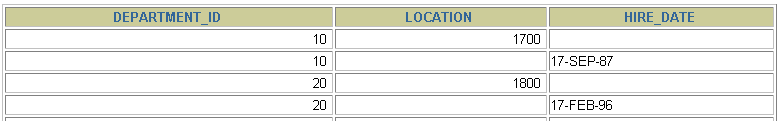 DEPARTMENT_ID LOCATION HIRE_DATE
10 1700
10 17-SEP-87
20 1800
20 17-FEB-96